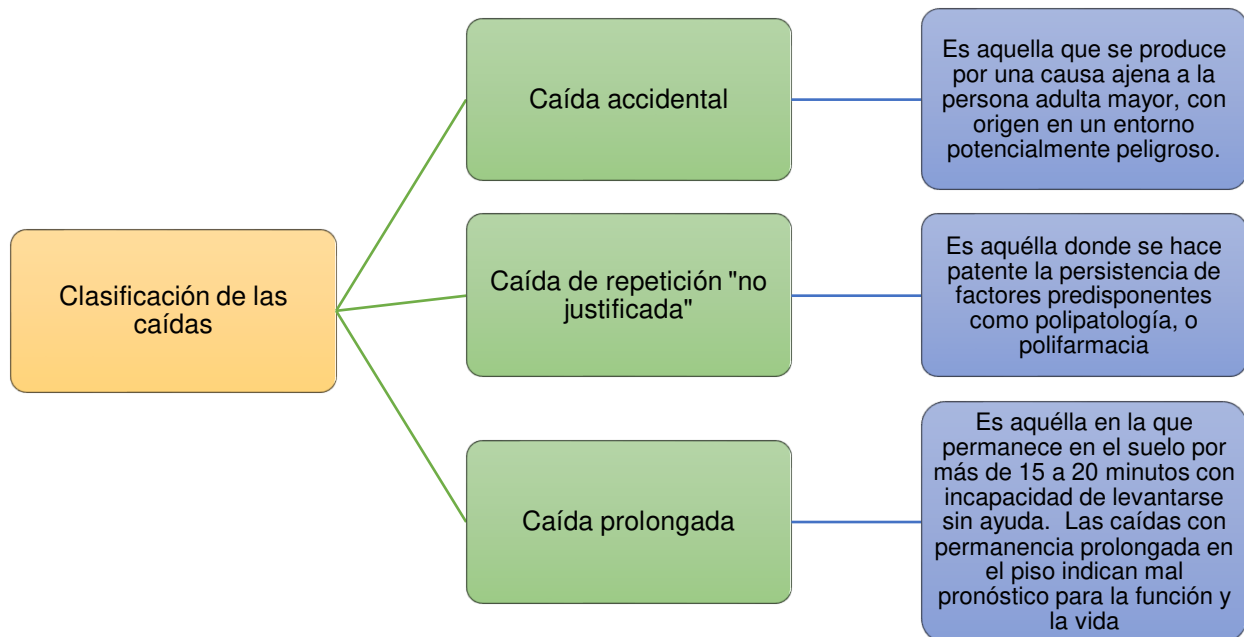 Clasificación de las
caídas
Caída accidental
Es aquella que se produce
por una causa ajena a la
persona adulta mayor, con
origen en un entorno
potencialmente peligroso.
Caída de repetición "no
justificada"
Es aquélla donde se hace
patente la persistencia de
factores predisponentes
como polipatología, o
polifarmacia
Caída prolongada
Es aquélla en la que
permanece en el suelo por
más de 15 a 20 minutos con
incapacidad de levantarse
sin ayuda.  Las caídas con
permanencia prolongada en
el piso indican mal
pronóstico para la función y
la vida